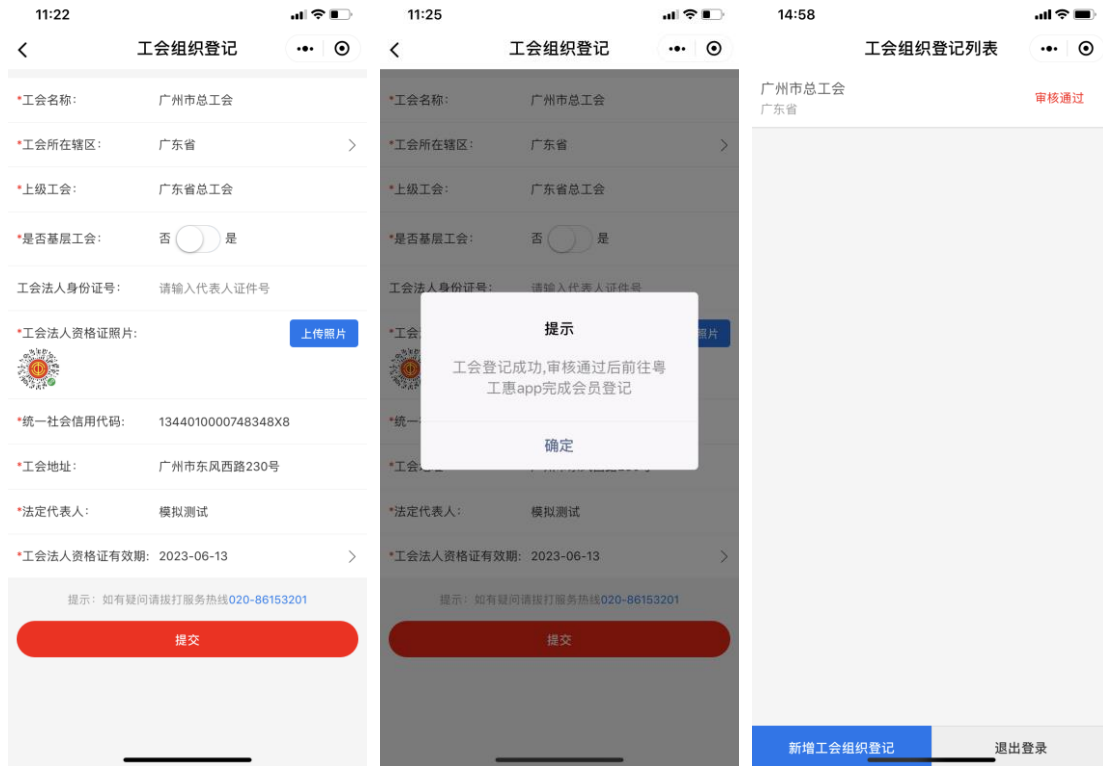 11:22
工会组织登记
*工会名称: 广州市总工会
*工会所在辖区: 广东省
*上级工会: 广东省总工会
*是否基层工会: 否 是
工会法人身份证号: 请输入代表人证件号
*工会法人资格证照片: 上传照片
*统一社会信用代码: 1344010000748348X8
*工会地址: 广州市东风西路230号
*法定代表人: 模拟测试
*工会法人资格证有效期: 2023-06-13
提示: 如有疑问请拨打服务热线020-86153201
提交
11:25
工会组织登记
*工会名称: 广州市总工会
*工会所在辖区: 广东省
*上级工会: 广东省总工会
*是否基层工会: 否 是
工会法人身份证号: 请输入代表人证件号
*工会 照片
提示
工会登记成功,审核通过后前往粤
工惠app完成会员登记
确定
*统一
*工会
*法定代表人: 模拟测试
*工会法人资格证有效期: 2023-06-13
提示: 如有疑问请拨打服务热线020-86153201
提交
14:58
工会组织登记列表
广州市总工会
审核通过
广东省
新增工会组织登记 退出登录